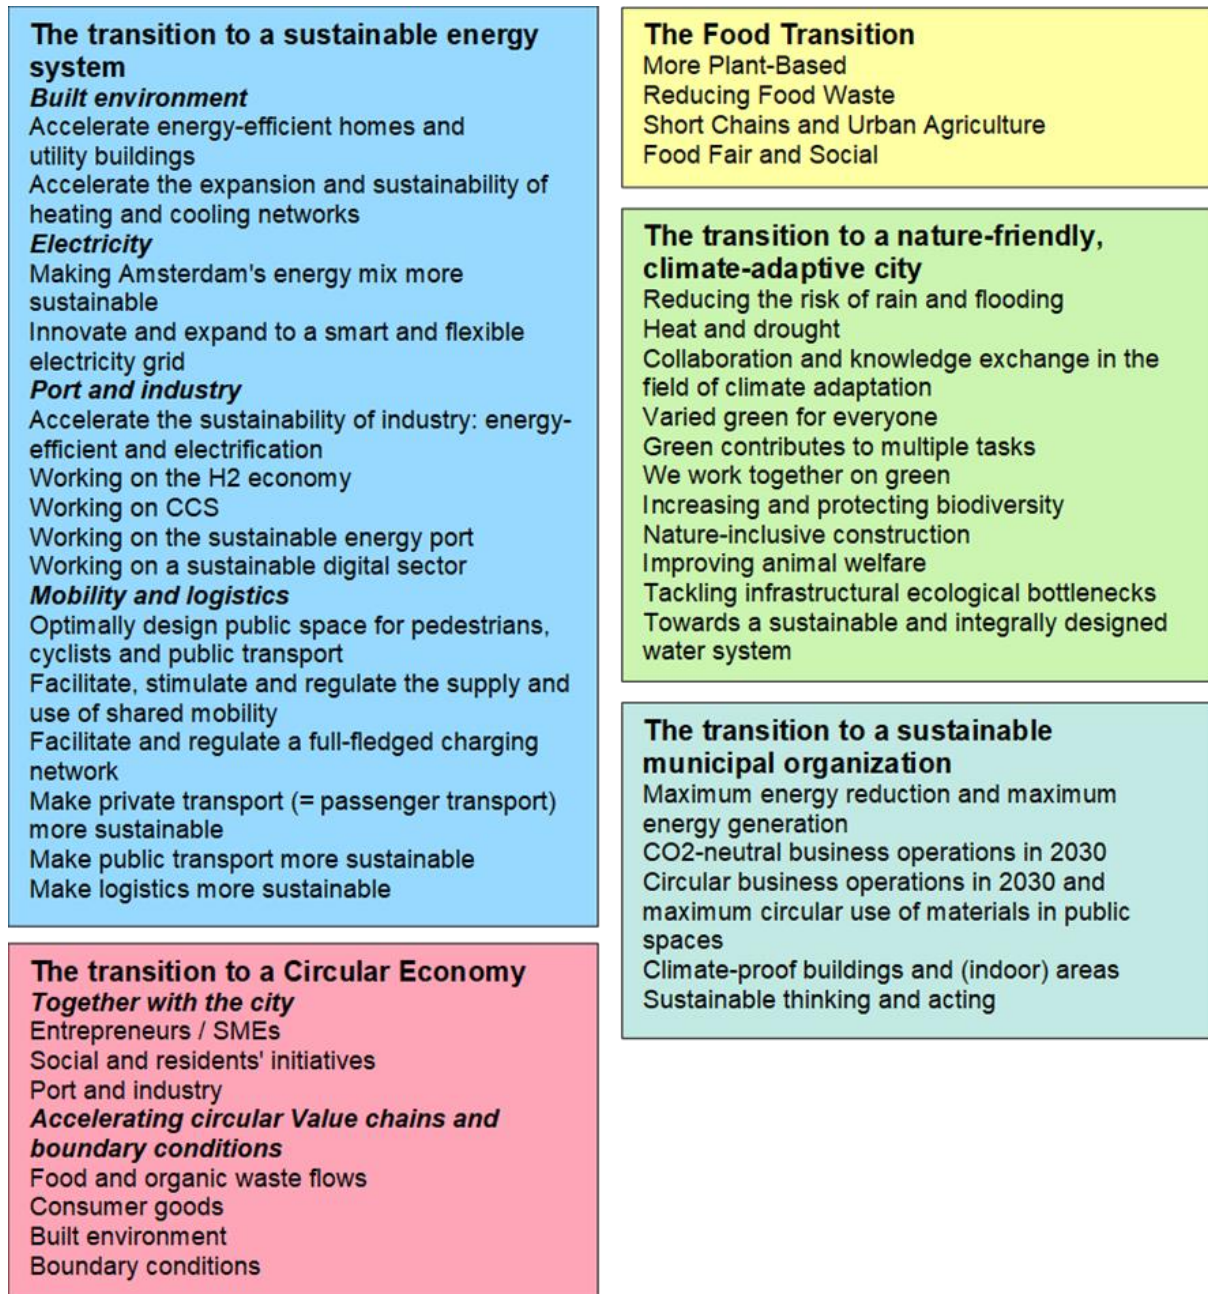 The transition to a sustainable energy
system
Built environment
Accelerate energy-efficient homes and
utility buildings
Accelerate the expansion and sustainability of
heating and cooling networks
Electricity
Making Amsterdam's energy mix more
sustainable
Innovate and expand to a smart and flexible
electricity grid
Port and industry
Accelerate the sustainability of industry: energy-
efficient and electrification
Working on the H2 economy
Working on CCS
Working on the sustainable energy port
Working on a sustainable digital sector
Mobility and logistics
Optimally design public space for pedestrians,
cyclists and public transport
Facilitate, stimulate and regulate the supply and
use of shared mobility
Facilitate and regulate a full-fledged charging
network
Make private transport (= passenger transport)
more sustainable
Make public transport more sustainable
Make logistics more sustainable
The transition to a Circular Economy
Together with the city
Entrepreneurs / SMEs
Social and residents' initiatives
Port and industry
Accelerating circular Value chains and
boundary conditions
Food and organic waste flows
Consumer goods
Built environment
Boundary conditions
The Food Transition
More Plant-Based
Reducing Food Waste
Short Chains and Urban Agriculture
Food Fair and Social
The transition to a nature-friendly,
climate-adaptive city
Reducing the risk of rain and flooding
Heat and drought
Collaboration and knowledge exchange in the
field of climate adaptation
Varied green for everyone
Green contributes to multiple tasks
We work together on green
Increasing and protecting biodiversity
Nature-inclusive construction
Improving animal welfare
Tackling infrastructural ecological bottlenecks
Towards a sustainable and integrally designed
water system
The transition to a sustainable
municipal organization
Maximum energy reduction and maximum
energy generation
CO2-neutral business operations in 2030
Circular business operations in 2030 and
maximum circular use of materials in public
spaces
Climate-proof buildings and (indoor) areas
Sustainable thinking and acting